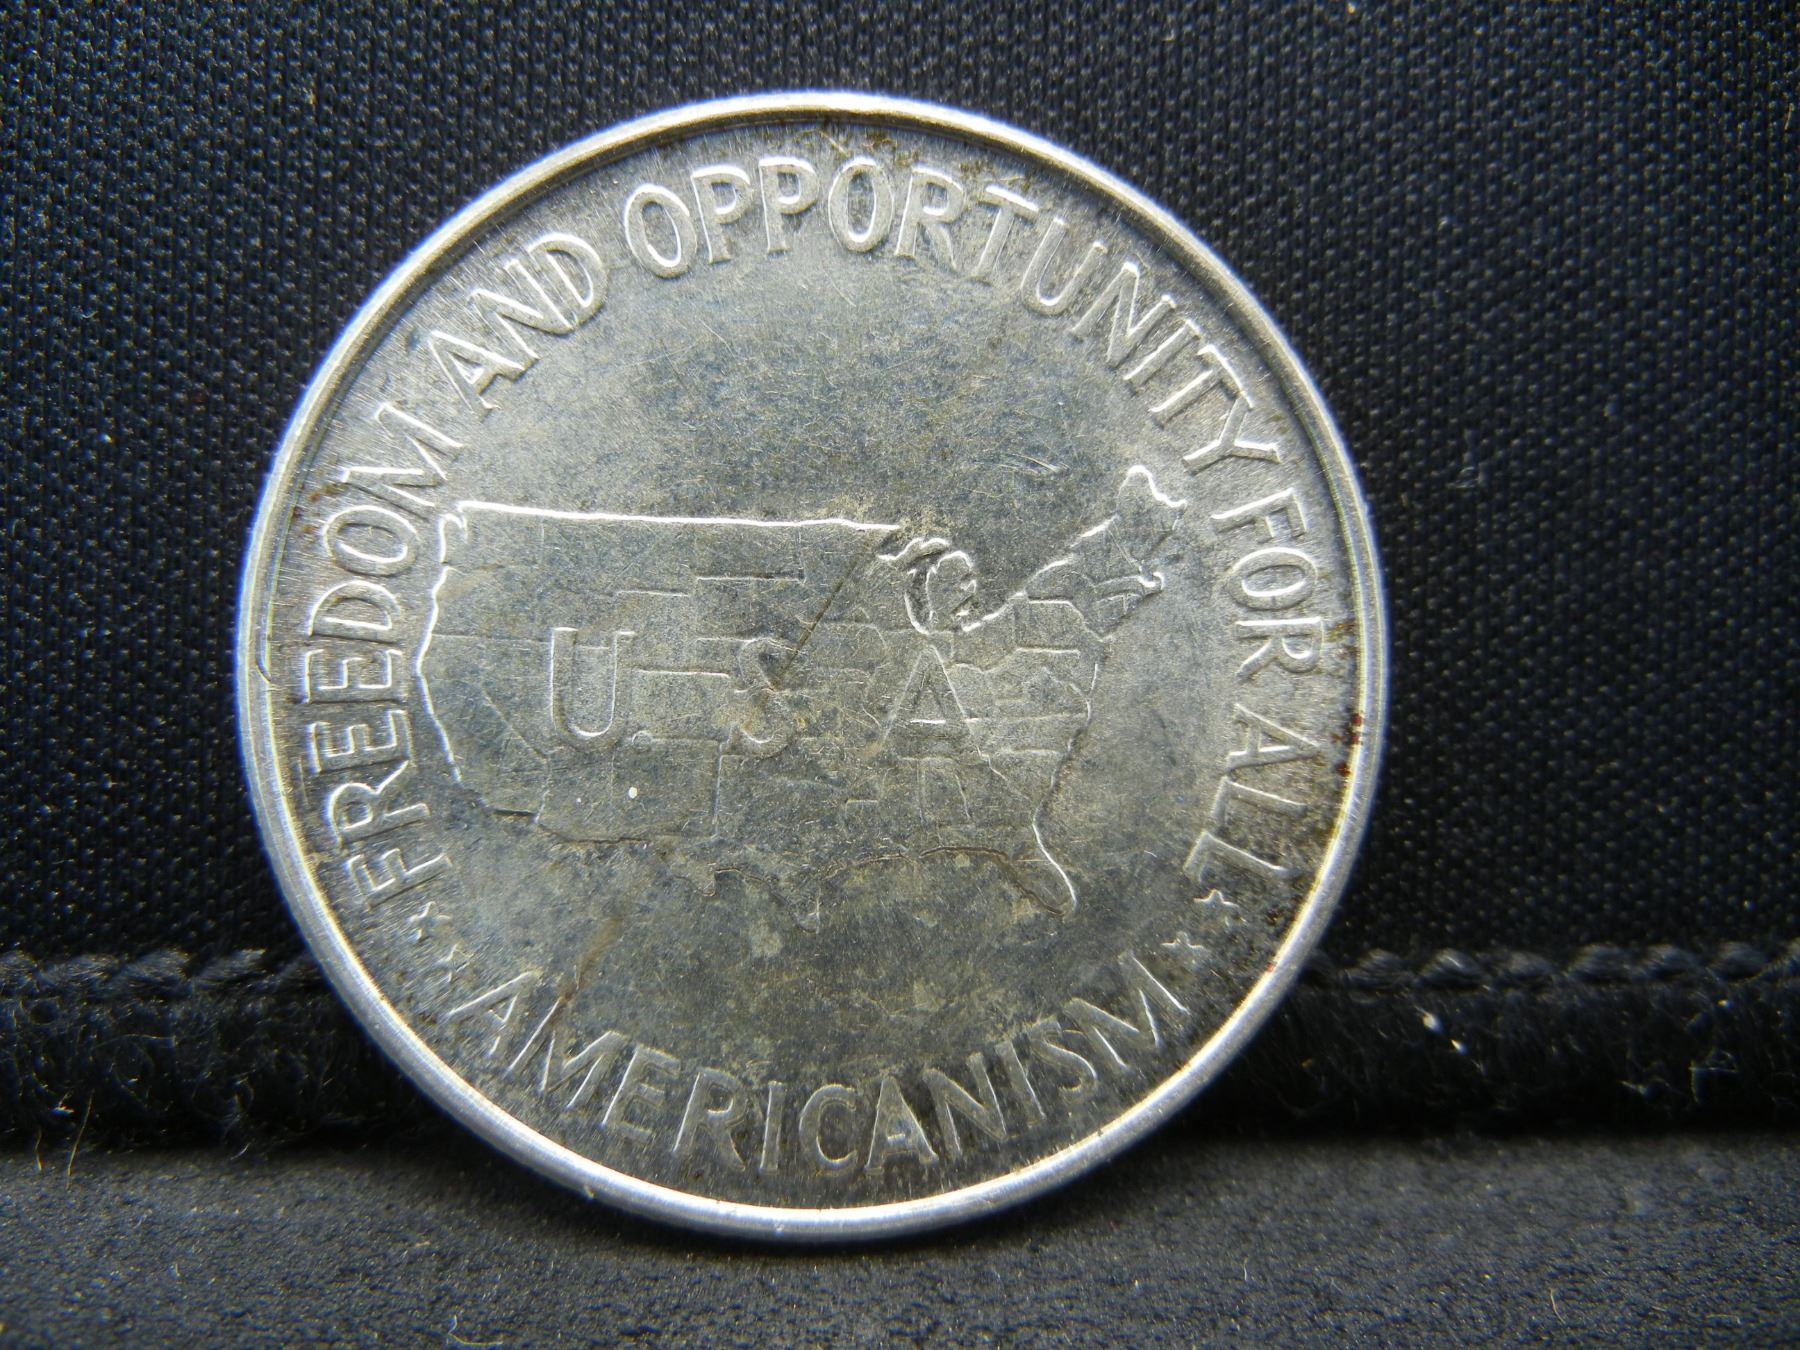 FREEDOM AND OPPORTUNITY FOR ALL
U S A
AMERICANISM